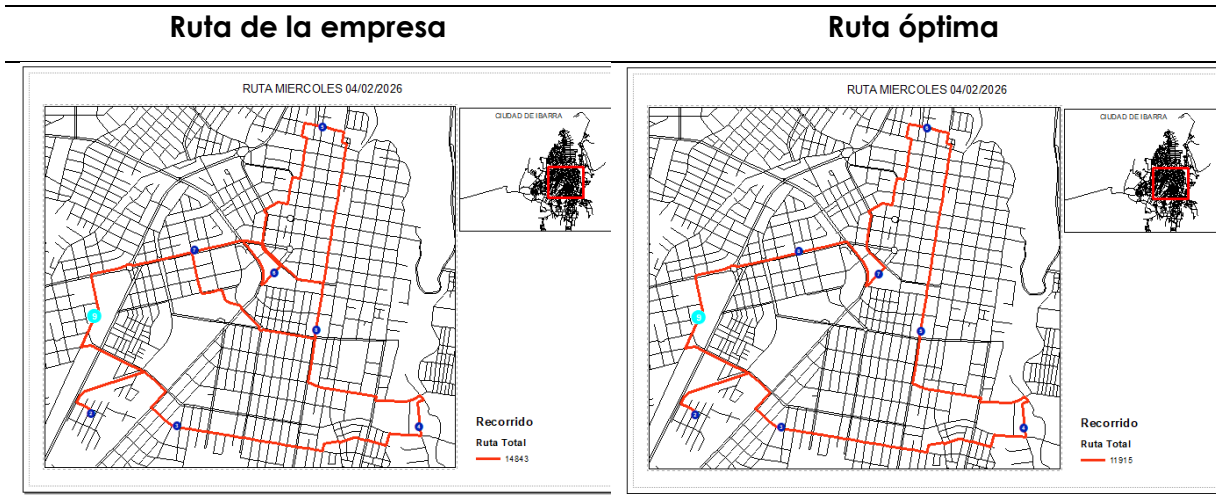 Ruta de la empresa
Ruta óptima
RUTA MIERCOLES 04/02/2026
CIUDAD DE IBARRA
Recorrido
Ruta Total
14843
RUTA MIERCOLES 04/02/2026
CIUDAD DE IBARRA
Recorrido
Ruta Total
11915